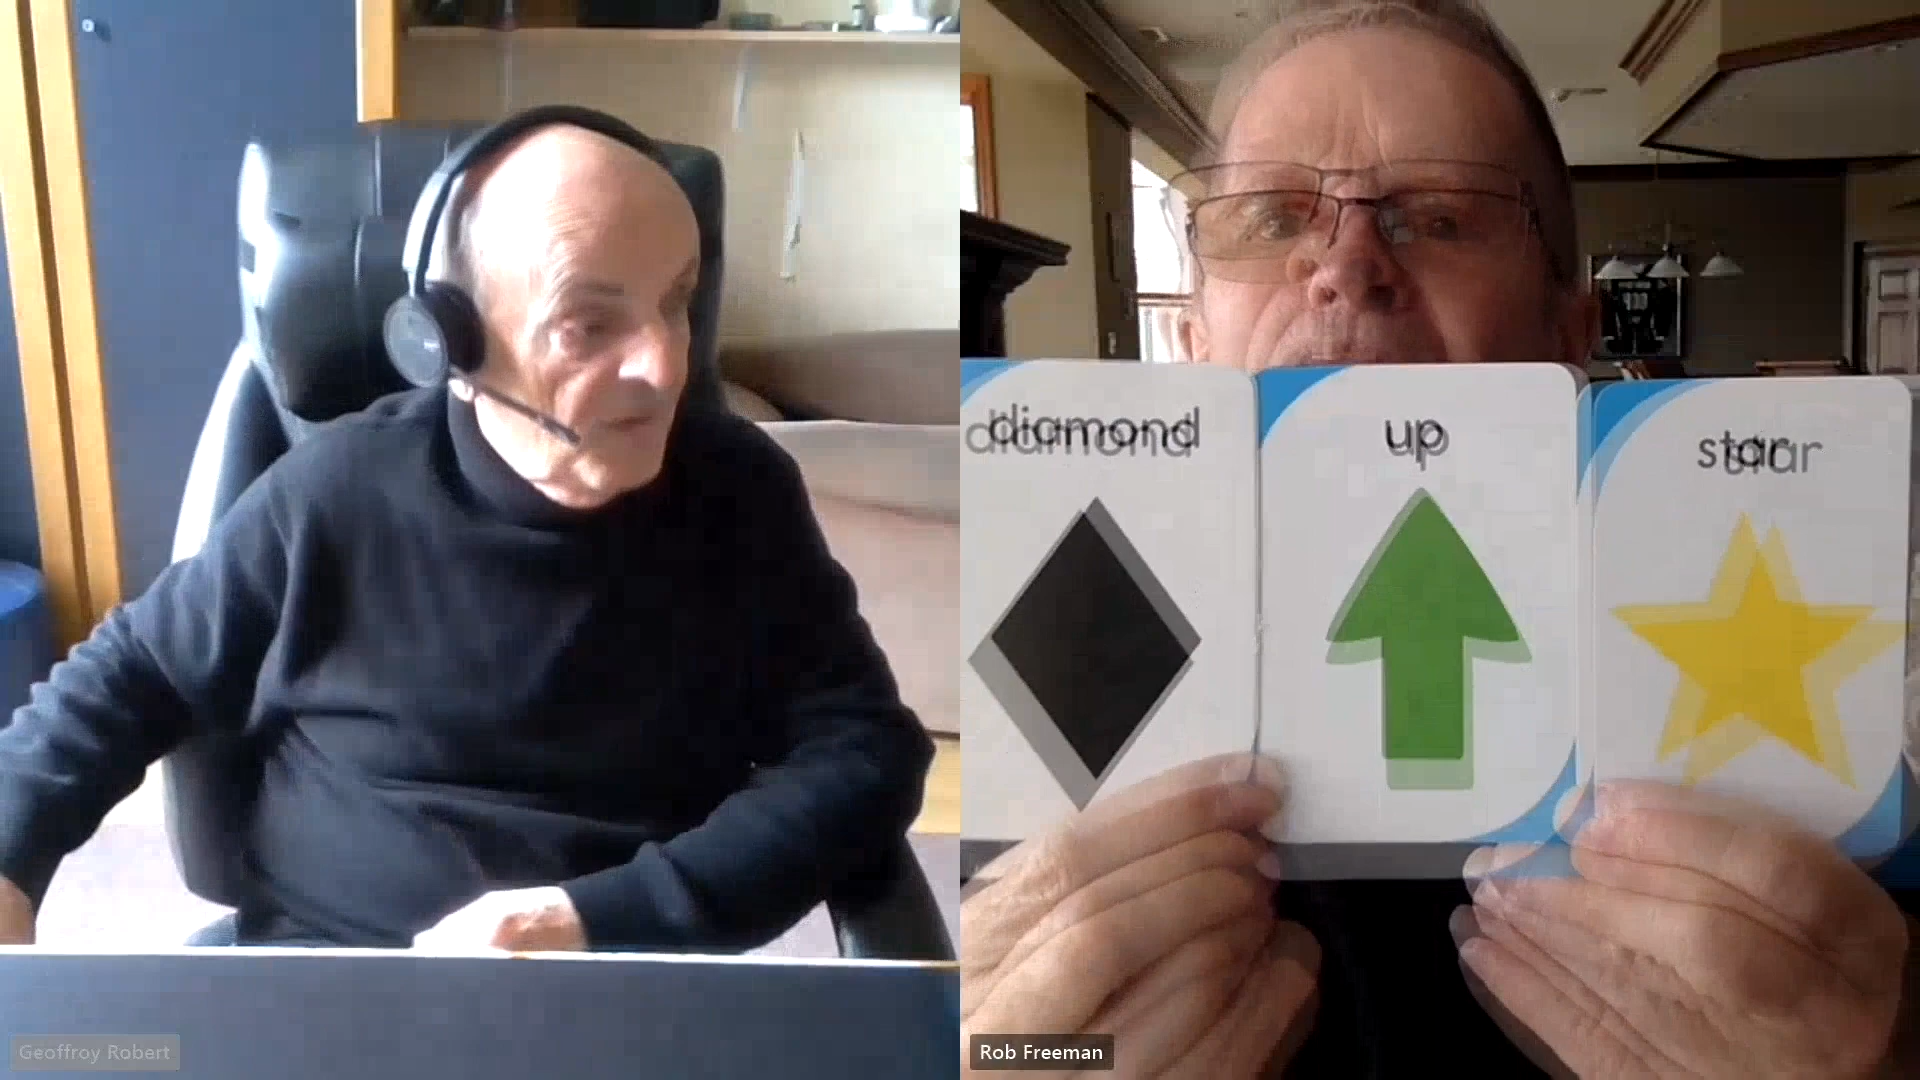 diamond
up
star
Geoffroy Robert
Rob Freeman